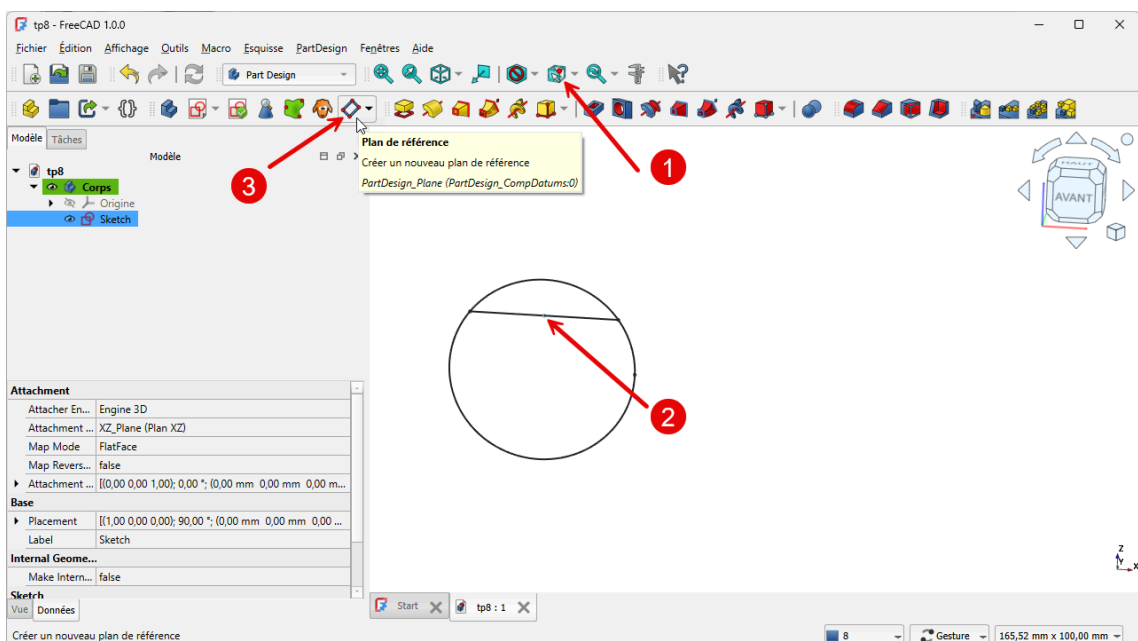 tp8 - FreeCAD 1.0.0
Fichier Édition Affichage Outils Macro Esquisse PartDesign Fenêtres Aide
Part Design
Modèle Tâches
Modèle
tp8
Corps
Origine
Sketch
Plan de référence
Créer un nouveau plan de référence
PartDesign_Plane (PartDesign_CompDatums:0)
1
3
2
HAUT
AVANT
Attachment
Attacher En... Engine 3D
Attachment ... XZ_Plane (Plan XZ)
Map Mode FlatFace
Map Revers... false
Attachment ... [(0,00 0,00 1,00); 0,00 °; (0,00 mm 0,00 mm 0,00 m...
Base
Placement [(1,00 0,00 0,00); 90,00 °; (0,00 mm 0,00 mm 0,00 ...
Label Sketch
Internal Geome...
Make Intern... false
Sketch
Vue Données
Z
Y
X
Start tp8 : 1
Créer un nouveau plan de référence
8 Gesture 165,52 mm x 100,00 mm